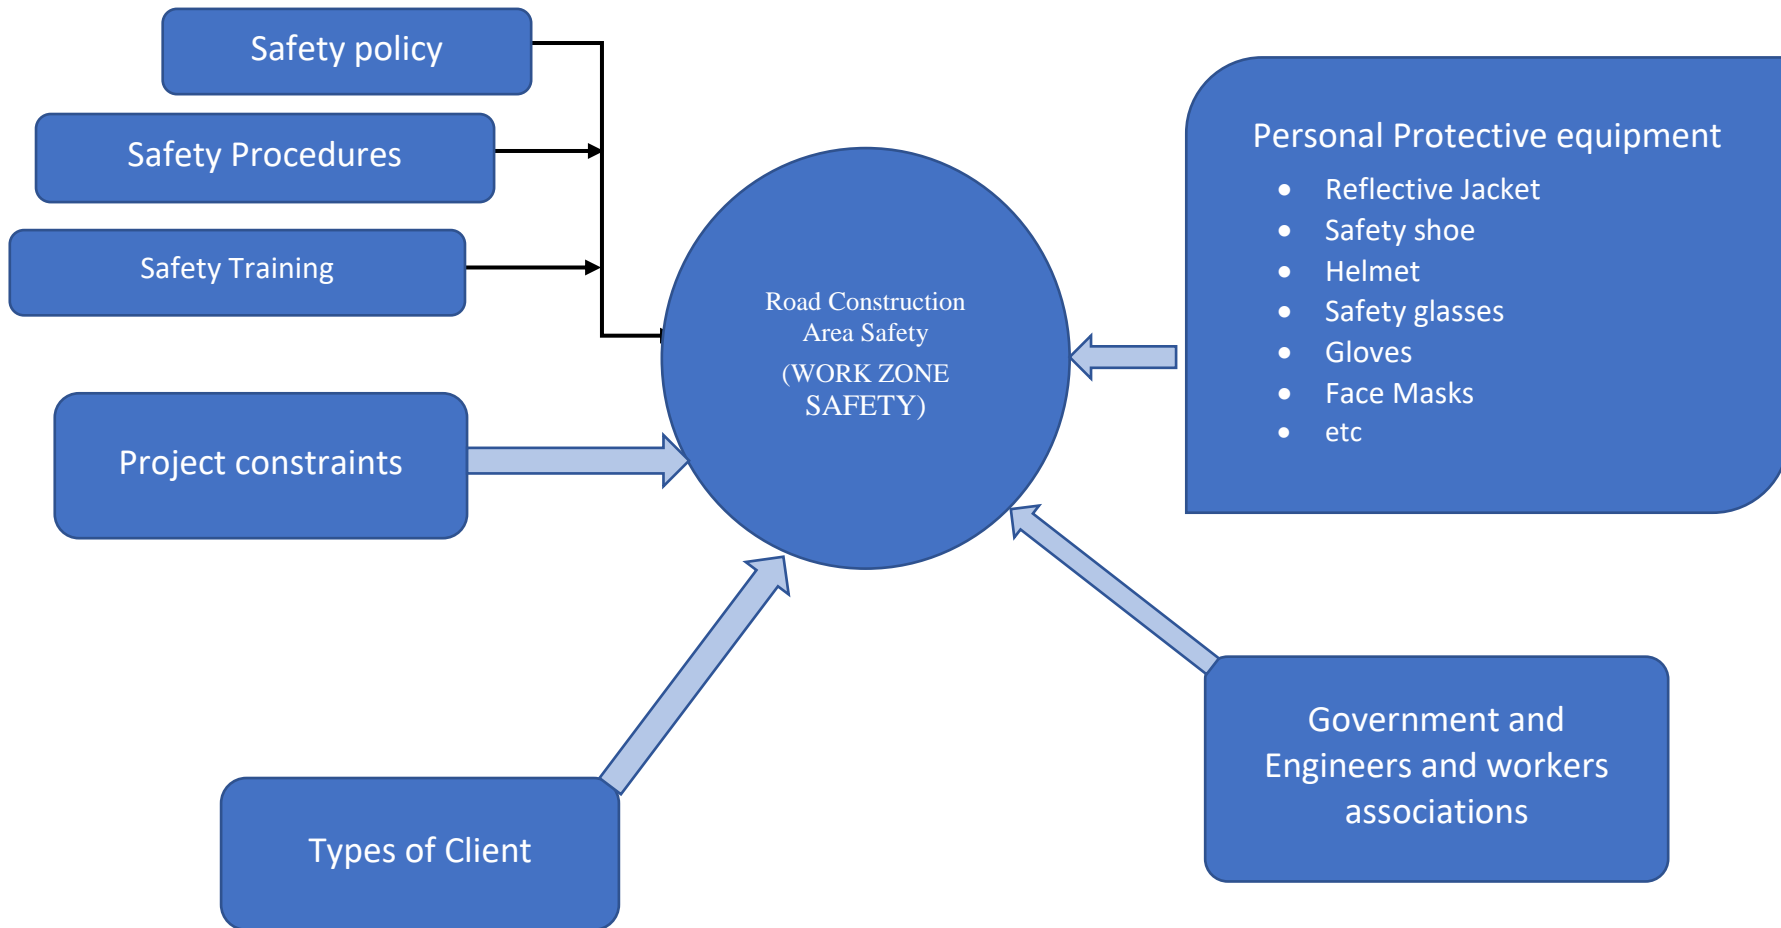 Safety policy
Safety Procedures
Safety Training
Project constraints
Types of Client
Road Construction
Area Safety
(WORK ZONE
SAFETY)
Personal Protective equipment
• Reflective Jacket
• Safety shoe
• Helmet
• Safety glasses
• Gloves
• Face Masks
• etc
Government and
Engineers and workers
associations